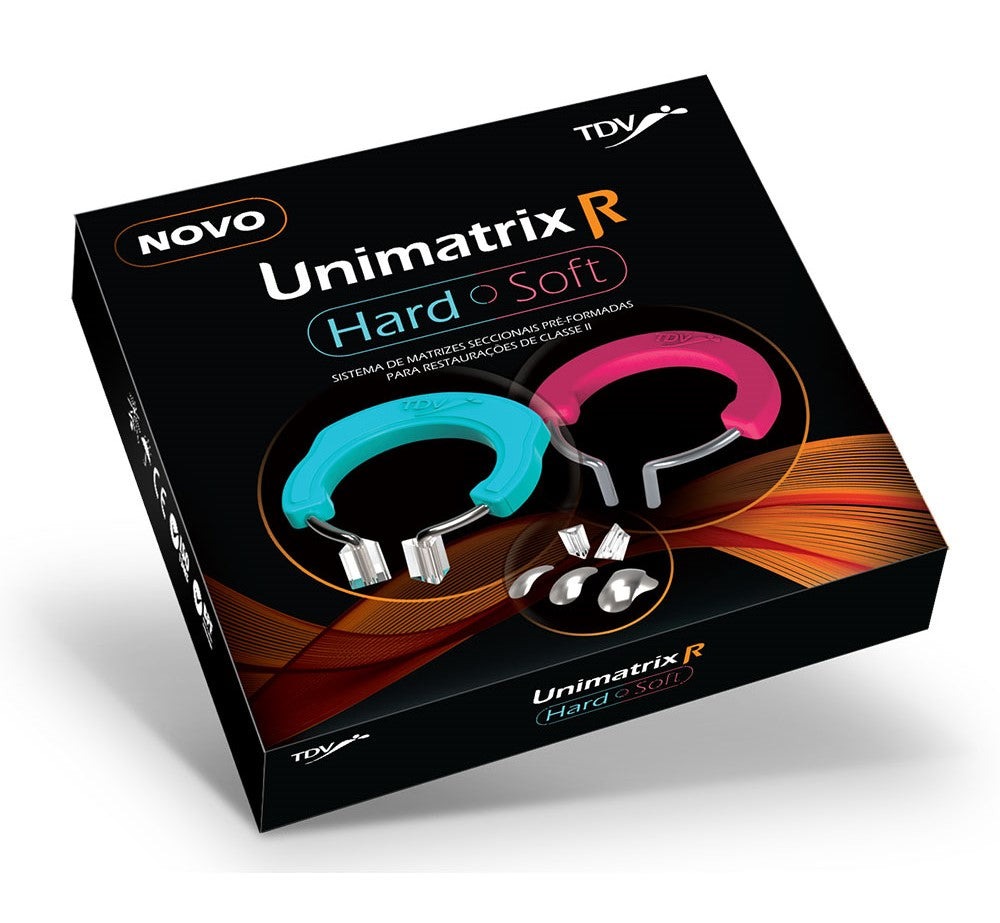 TDV
NOVO
Unimatrix R
Hard Soft
SISTEMA DE MATRIZES SECCIONAIS PRÉ-FORMADAS
PARA RESTAURAÇÕES DE CLASSE II
TDV
TDV
Unimatrix R
Hard Soft
TDV